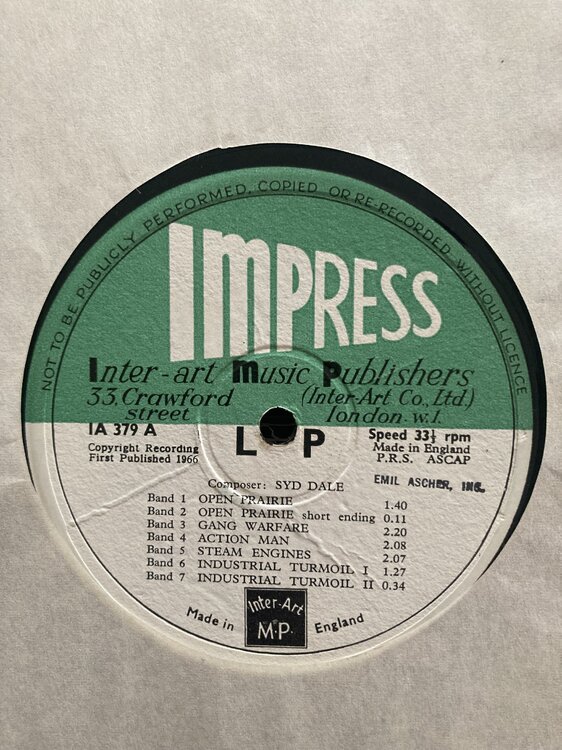 NOT TO BE PUBLICLY PERFORMED, COPIED OR RE-RECORDED WITHOUT LICENCE
IMPRESS
Inter-art Music Publishers
33, Crawford street
(Inter-Art Co., Ltd.) london. w.1.
IA 379 A
L P
Speed 33⅓ rpm
Copyright Recording
First Published 1966
Made in England
P.R.S. ASCAP
Composer: SYD DALE
EMIL ASCHER, INC.
Band 1 OPEN PRAIRIE 1.40
Band 2 OPEN PRAIRIE short ending 0.11
Band 3 GANG WARFARE 2.20
Band 4 ACTION MAN 2.08
Band 5 STEAM ENGINES 2.07
Band 6 INDUSTRIAL TURMOIL I 1.27
Band 7 INDUSTRIAL TURMOIL II 0.34
Made in England
Inter-Art
M.P.